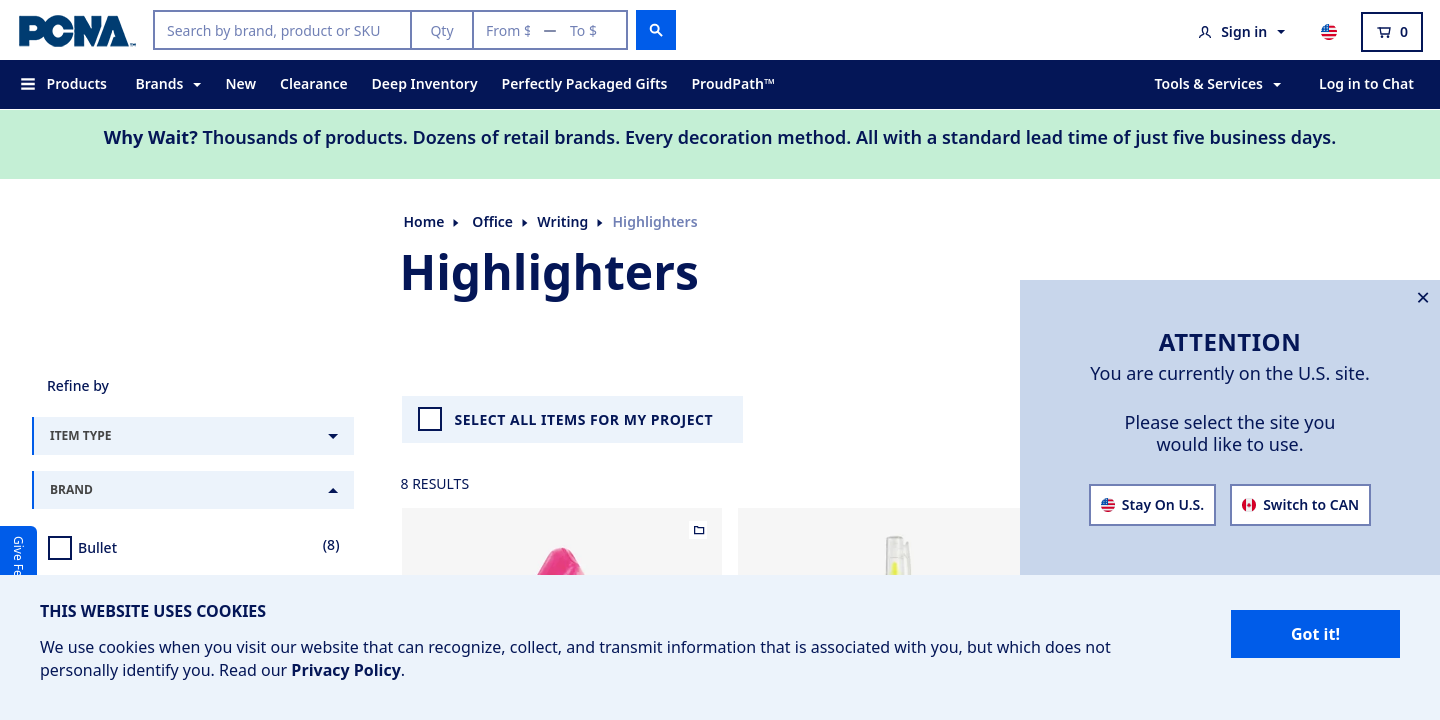 PCNA™
Search by brand, product or SKU
Qty
From $ — To $
Sign in
0
Products
Brands
New
Clearance
Deep Inventory
Perfectly Packaged Gifts
ProudPath™
Tools & Services
Log in to Chat
Why Wait? Thousands of products. Dozens of retail brands. Every decoration method. All with a standard lead time of just five business days.
Home Office Writing Highlighters
Highlighters
ATTENTION
You are currently on the U.S. site.
Please select the site you
would like to use.
Stay On U.S.
Switch to CAN
Refine by
ITEM TYPE
BRAND
Bullet (8)
SELECT ALL ITEMS FOR MY PROJECT
8 RESULTS
Give Fe
THIS WEBSITE USES COOKIES
We use cookies when you visit our website that can recognize, collect, and transmit information that is associated with you, but which does not
personally identify you. Read our Privacy Policy.
Got it!